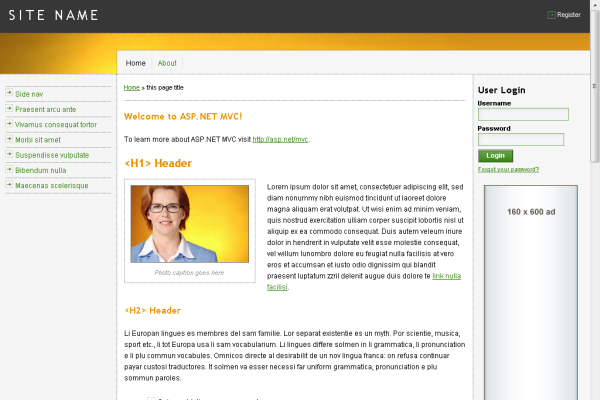 SITE NAME
Register
Home
About
Side nav
Praesent arcu ante
Vivamus consequat tortor
Morbi sit amet
Suspendisse vulputate
Bibendum nulla
Maecenas scelerisque
Home » this page title
Welcome to ASP.NET MVC!
To learn more about ASP.NET MVC visit http://asp.net/mvc.
<H1> Header
Photo caption goes here
Lorem ipsum dolor sit amet, consectetuer adipiscing elit, sed
diam nonummy nibh euismod tincidunt ut laoreet dolore
magna aliquam erat volutpat. Ut wisi enim ad minim veniam,
quis nostrud exercitation ulliam corper suscipit lobortis nisl ut
aliquip ex ea commodo consequat. Duis autem veleum iriure
dolor in hendrerit in vulputate velit esse molestie consequat,
vel willum lunombro dolore eu feugiat nulla facilisis at vero
eros et accumsan et iusto odio dignissim qui blandit
praesent luptatum zzril delenit augue duis dolore te link nulla
facilisi.
<H2> Header
Li Europan lingues es membres del sam familie. Lor separat existentie es un myth. Por scientie, musica,
sport etc., li tot Europa usa li sam vocabularium. Li lingues differe solmen in li grammatica, li pronunciation
e li plu commun vocabules. Omnicos directe al desirabilit de un nov lingua franca: on refusa continuar
payar custosi traductores. It solmen va esser necessi far uniform grammatica, pronunciation e plu
sommun paroles.
User Login
Username
Password
Login
Forgot your password?
160 x 600 ad